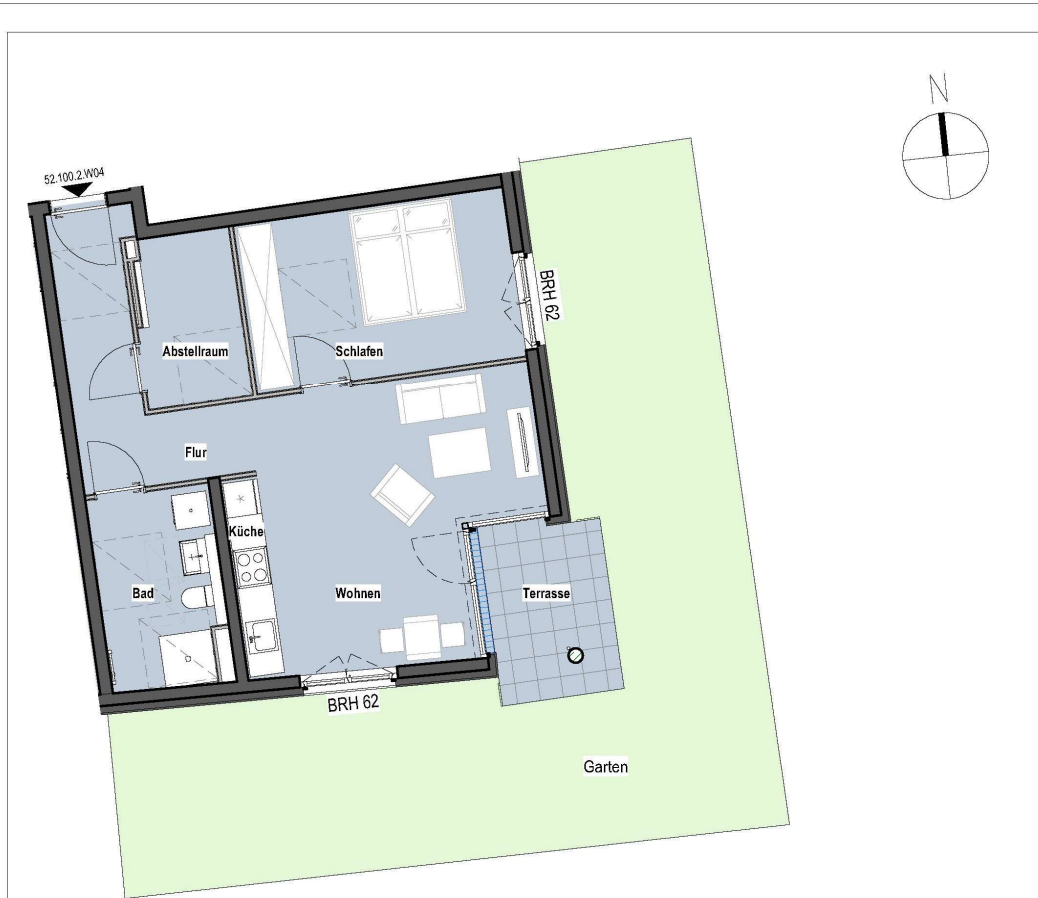 N
52.100.2.W04
BRH 62
Abstellraum
Schlafen
Flur
Küche
Bad
Wohnen
Terrasse
BRH 62
Garten